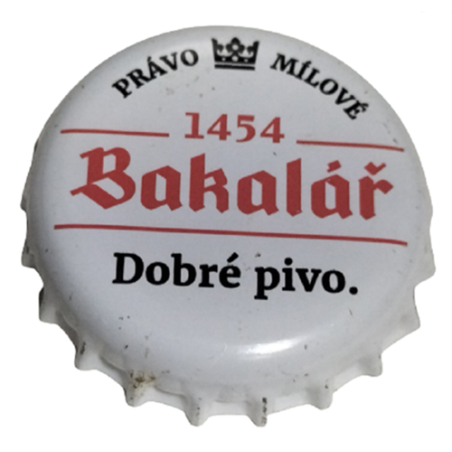 PRÁVO MÍLOVÉ
1454
Bakalář
Dobré pivo.